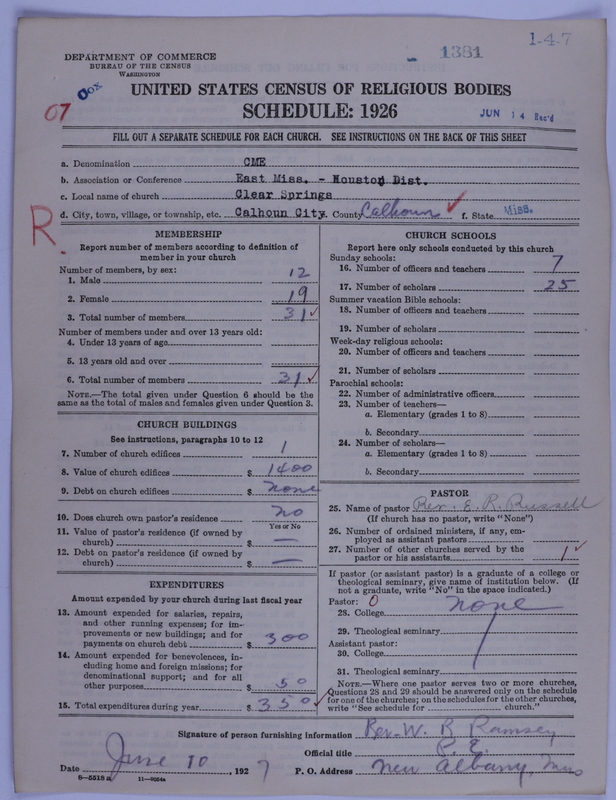 1-4-7
1381
DEPARTMENT OF COMMERCE
BUREAU OF THE CENSUS
WASHINGTON
07 Cox
UNITED STATES CENSUS OF RELIGIOUS BODIES
SCHEDULE: 1926
JUN 14 Rec'd
FILL OUT A SEPARATE SCHEDULE FOR EACH CHURCH. SEE INSTRUCTIONS ON THE BACK OF THIS SHEET
a. Denomination CME
b. Association or Conference East Miss. - Houston Dist.
c. Local name of church Clear Springs
d. City, town, village, or township, etc. Calhoun City. County Calhoun f. State Miss.
R.
MEMBERSHIP
Report number of members according to definition of
member in your church
Number of members, by sex:
1. Male 12
2. Female 19
3. Total number of members 31
Number of members under and over 13 years old:
4. Under 13 years of age
5. 13 years old and over
6. Total number of members 31
NOTE.—The total given under Question 6 should be the
same as the total of males and females given under Question 3.
CHURCH BUILDINGS
See instructions, paragraphs 10 to 12
7. Number of church edifices 1
8. Value of church edifices $ 1400
9. Debt on church edifices $ none
10. Does church own pastor's residence no
Yes or No
11. Value of pastor's residence (if owned by
church) $ —
12. Debt on pastor's residence (if owned by
church) $ —
EXPENDITURES
Amount expended by your church during last fiscal year
13. Amount expended for salaries, repairs,
and other running expenses; for im-
provements or new buildings; and for
payments on church debt $ 300
14. Amount expended for benevolences, in-
cluding home and foreign missions; for
denominational support; and for all
other purposes $ 50
15. Total expenditures during year $ 350
CHURCH SCHOOLS
Report here only schools conducted by this church
Sunday schools:
16. Number of officers and teachers 7
17. Number of scholars 25
Summer vacation Bible schools:
18. Number of officers and teachers
19. Number of scholars
Week-day religious schools:
20. Number of officers and teachers
21. Number of scholars
Parochial schools:
22. Number of administrative officers
23. Number of teachers—
a. Elementary (grades 1 to 8)
b. Secondary
24. Number of scholars—
a. Elementary (grades 1 to 8)
b. Secondary
PASTOR
25. Name of pastor Rev. E. R. Russell
(If church has no pastor, write "None")
26. Number of ordained ministers, if any, em-
ployed as assistant pastors
27. Number of other churches served by the
pastor or his assistants 1
If pastor (or assistant pastor) is a graduate of a college or
theological seminary, give name of institution below. (If
not a graduate, write "No" in the space indicated.)
Pastor: 0
28. College none
29. Theological seminary
Assistant pastor:
30. College
31. Theological seminary
NOTE.—Where one pastor serves two or more churches,
Questions 28 and 29 should be answered only on the schedule
for one of the churches; on the schedules for the other churches,
write "See schedule for church."
Signature of person furnishing information Rev. W. R Ramsey
Official title P. E.
Date June 10, 1927 P. O. Address New Albany, Miss
8—5518 a 11—9954a